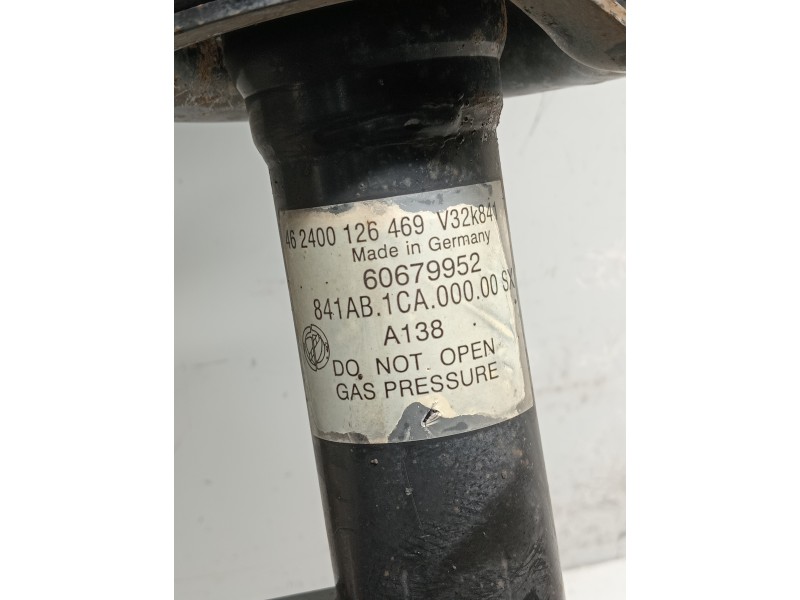 46 2400 126 469 V32k841
Made in Germany
60679952
841AB.1CA.000.00 SX
A138
DO NOT OPEN
GAS PRESSURE